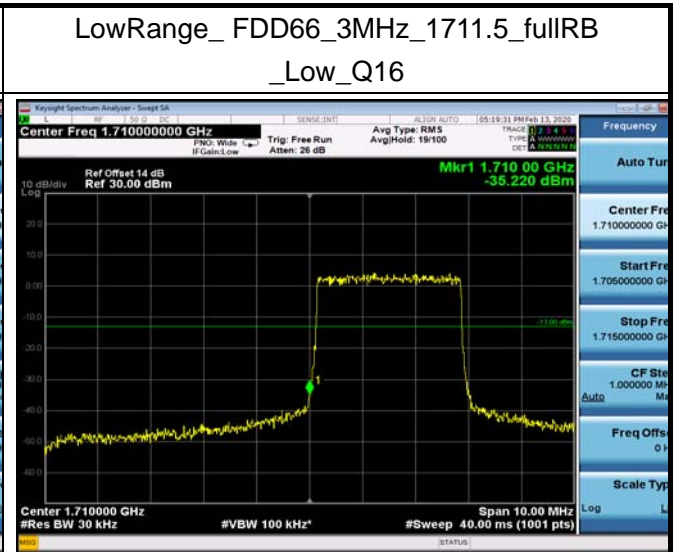 LowRange_ FDD66_3MHz_1711.5_fullRB
_Low_Q16
Keysight Spectrum Analyzer - Swept SA
L RF 50 Ω DC SENSE:INT ALIGN AUTO 05:19:31 PM Feb 13, 2020
Center Freq 1.710000000 GHz
PNO: Wide Trig: Free Run Avg Type: RMS TRACE 1 2 3 4 5 6
IFGain:Low Atten: 26 dB Avg|Hold: 19/100 TYPE A
DET A N N N N N
Frequency
Mkr1 1.710 00 GHz
-35.220 dBm
Ref Offset 14 dB
10 dB/div Ref 30.00 dBm
Log
20.0
10.0
0.00
-10.0
-13.00 dBm
-20.0
-30.0
1
-40.0
-50.0
-60.0
Center 1.710000 GHz Span 10.00 MHz
#Res BW 30 kHz #VBW 100 kHz* #Sweep 40.00 ms (1001 pts)
MSG STATUS
Auto Tun
Center Fre
1.710000000 GH
Start Fre
1.705000000 GH
Stop Fre
1.715000000 GH
CF Ste
1.000000 MH
Auto Ma
Freq Offs
0 H
Scale Typ
Log L